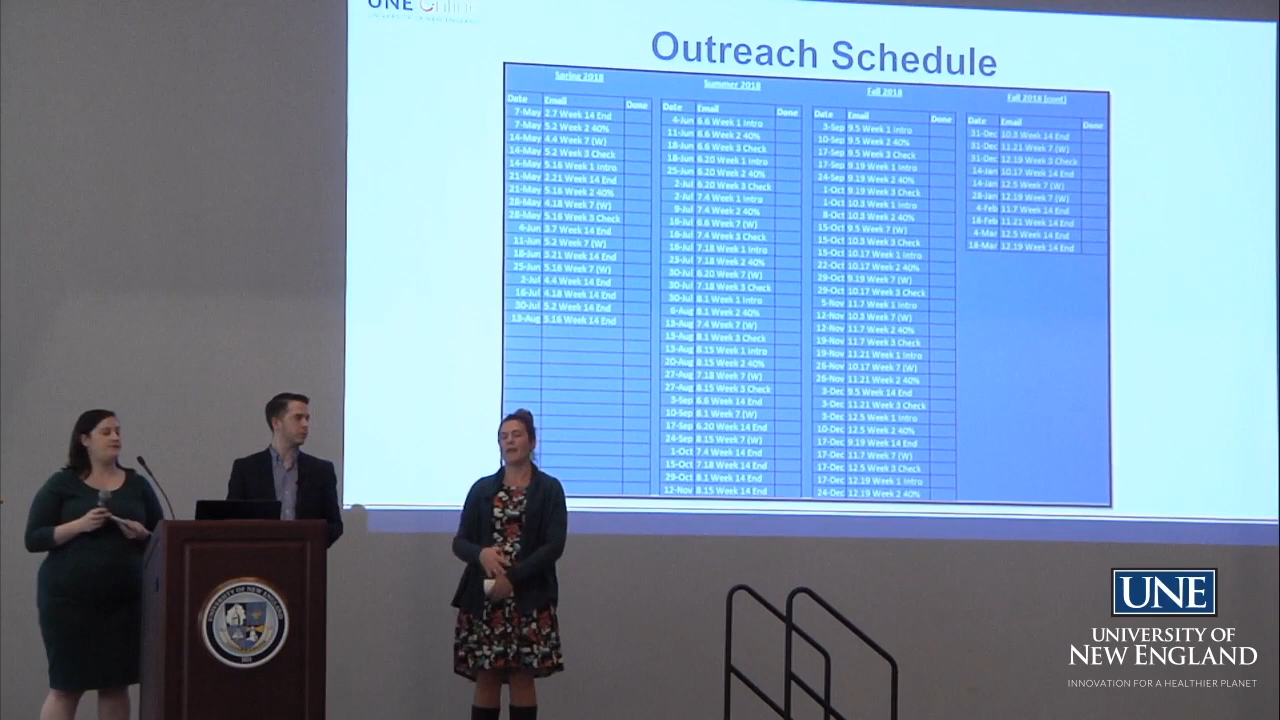 UNE Online
UNIVERSITY OF NEW ENGLAND
Outreach Schedule
Spring 2018
Date Email Done
7-May 2.7 Week 14 End
7-May 5.2 Week 2 40%
14-May 4.4 Week 7 (W)
14-May 5.2 Week 3 Check
14-May 5.16 Week 1 Intro
21-May 2.21 Week 14 End
21-May 5.16 Week 2 40%
28-May 4.18 Week 7 (W)
28-May 5.16 Week 3 Check
4-Jun 3.7 Week 14 End
11-Jun 5.2 Week 7 (W)
18-Jun 3.21 Week 14 End
25-Jun 5.16 Week 7 (W)
2-Jul 4.4 Week 14 End
16-Jul 4.18 Week 14 End
30-Jul 5.2 Week 14 End
13-Aug 5.16 Week 14 End
Summer 2018
Date Email Done
4-Jun 6.6 Week 1 Intro
11-Jun 6.6 Week 2 40%
18-Jun 6.6 Week 3 Check
18-Jun 6.20 Week 1 Intro
25-Jun 6.20 Week 2 40%
2-Jul 6.20 Week 3 Check
2-Jul 7.4 Week 1 Intro
9-Jul 7.4 Week 2 40%
16-Jul 6.6 Week 7 (W)
16-Jul 7.4 Week 3 Check
16-Jul 7.18 Week 1 Intro
23-Jul 7.18 Week 2 40%
30-Jul 6.20 Week 7 (W)
30-Jul 7.18 Week 3 Check
30-Jul 8.1 Week 1 Intro
6-Aug 8.1 Week 2 40%
13-Aug 7.4 Week 7 (W)
13-Aug 8.1 Week 3 Check
13-Aug 8.15 Week 1 Intro
20-Aug 8.15 Week 2 40%
27-Aug 7.18 Week 7 (W)
27-Aug 8.15 Week 3 Check
3-Sep 6.6 Week 14 End
10-Sep 8.1 Week 7 (W)
17-Sep 6.20 Week 14 End
24-Sep 8.15 Week 7 (W)
1-Oct 7.4 Week 14 End
15-Oct 7.18 Week 14 End
29-Oct 8.1 Week 14 End
12-Nov 8.15 Week 14 End
Fall 2018
Date Email Done
3-Sep 9.5 Week 1 Intro
10-Sep 9.5 Week 2 40%
17-Sep 9.5 Week 3 Check
17-Sep 9.19 Week 1 Intro
24-Sep 9.19 Week 2 40%
1-Oct 9.19 Week 3 Check
1-Oct 10.3 Week 1 Intro
8-Oct 10.3 Week 2 40%
15-Oct 9.5 Week 7 (W)
15-Oct 10.3 Week 3 Check
15-Oct 10.17 Week 1 Intro
22-Oct 10.17 Week 2 40%
29-Oct 9.19 Week 7 (W)
29-Oct 10.17 Week 3 Check
5-Nov 11.7 Week 1 Intro
12-Nov 10.3 Week 7 (W)
12-Nov 11.7 Week 2 40%
19-Nov 11.7 Week 3 Check
19-Nov 11.21 Week 1 Intro
26-Nov 10.17 Week 7 (W)
26-Nov 11.21 Week 2 40%
3-Dec 9.5 Week 14 End
3-Dec 11.21 Week 3 Check
3-Dec 12.5 Week 1 Intro
10-Dec 12.5 Week 2 40%
17-Dec 9.19 Week 14 End
17-Dec 11.7 Week 7 (W)
17-Dec 12.5 Week 3 Check
17-Dec 12.19 Week 1 Intro
24-Dec 12.19 Week 2 40%
Fall 2018 (cont)
Date Email Done
31-Dec 10.3 Week 14 End
31-Dec 11.21 Week 7 (W)
31-Dec 12.19 Week 3 Check
14-Jan 10.17 Week 14 End
14-Jan 12.5 Week 7 (W)
28-Jan 12.19 Week 7 (W)
4-Feb 11.7 Week 14 End
18-Feb 11.21 Week 14 End
4-Mar 12.5 Week 14 End
18-Mar 12.19 Week 14 End
UNIVERSITY OF NEW ENGLAND
UNE
UNIVERSITY OF
NEW ENGLAND
INNOVATION FOR A HEALTHIER PLANET